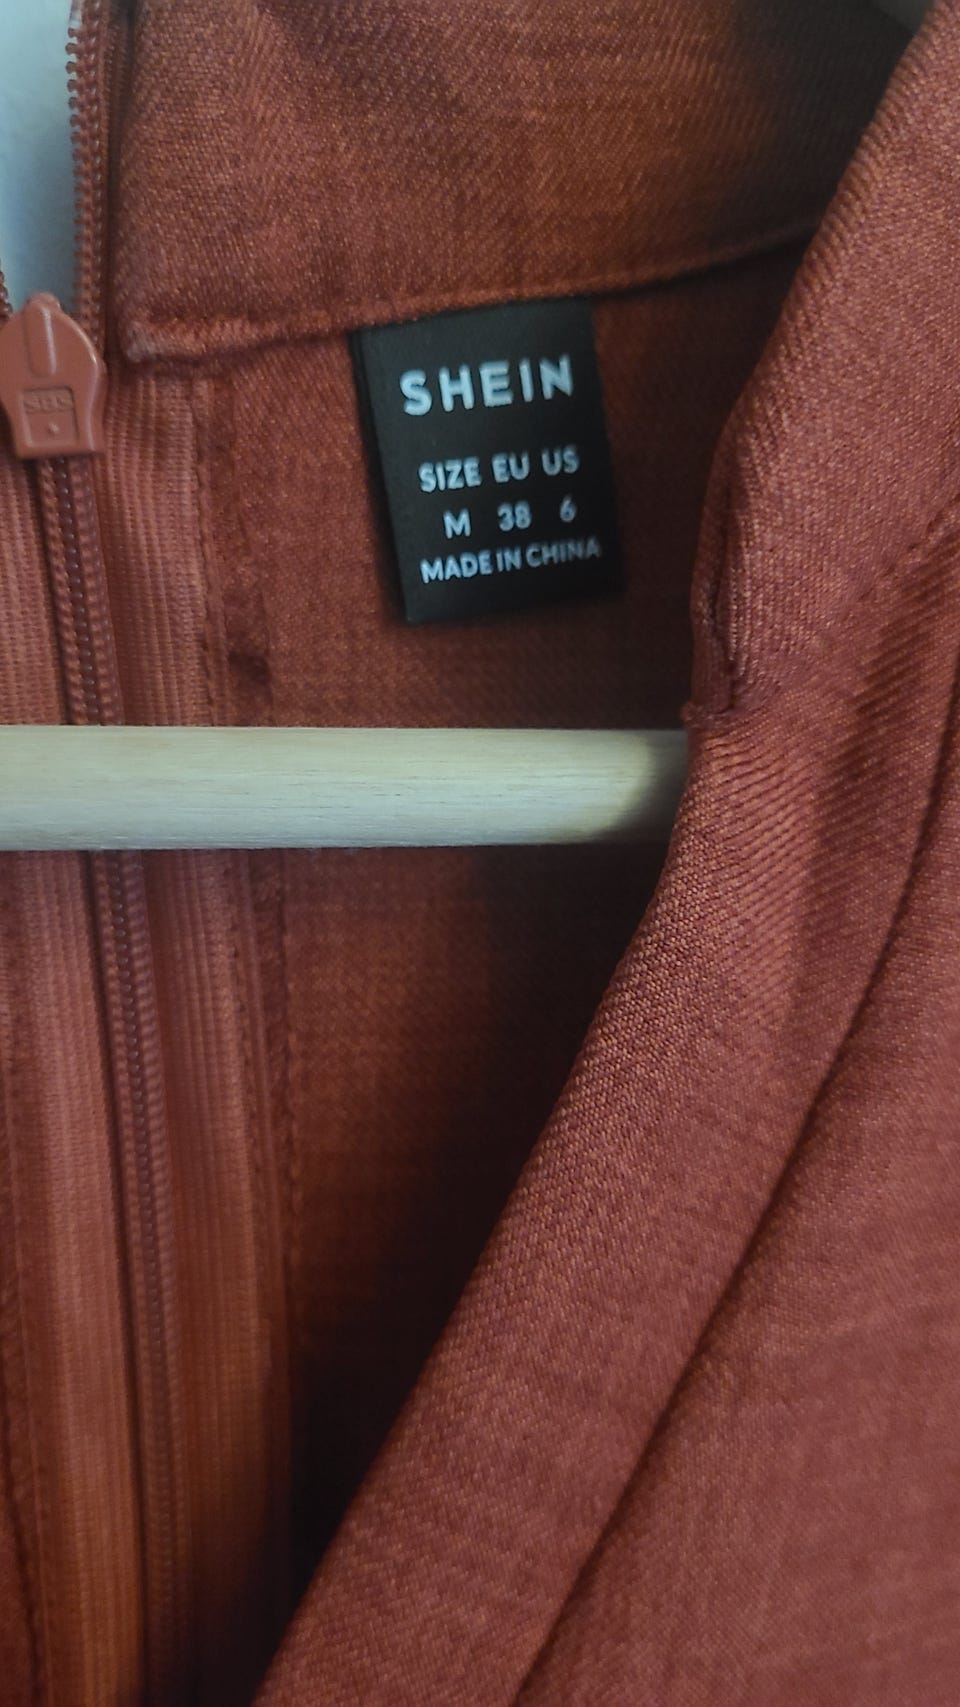 SHEIN
SIZE EU US
M 38 6
MADE IN CHINA